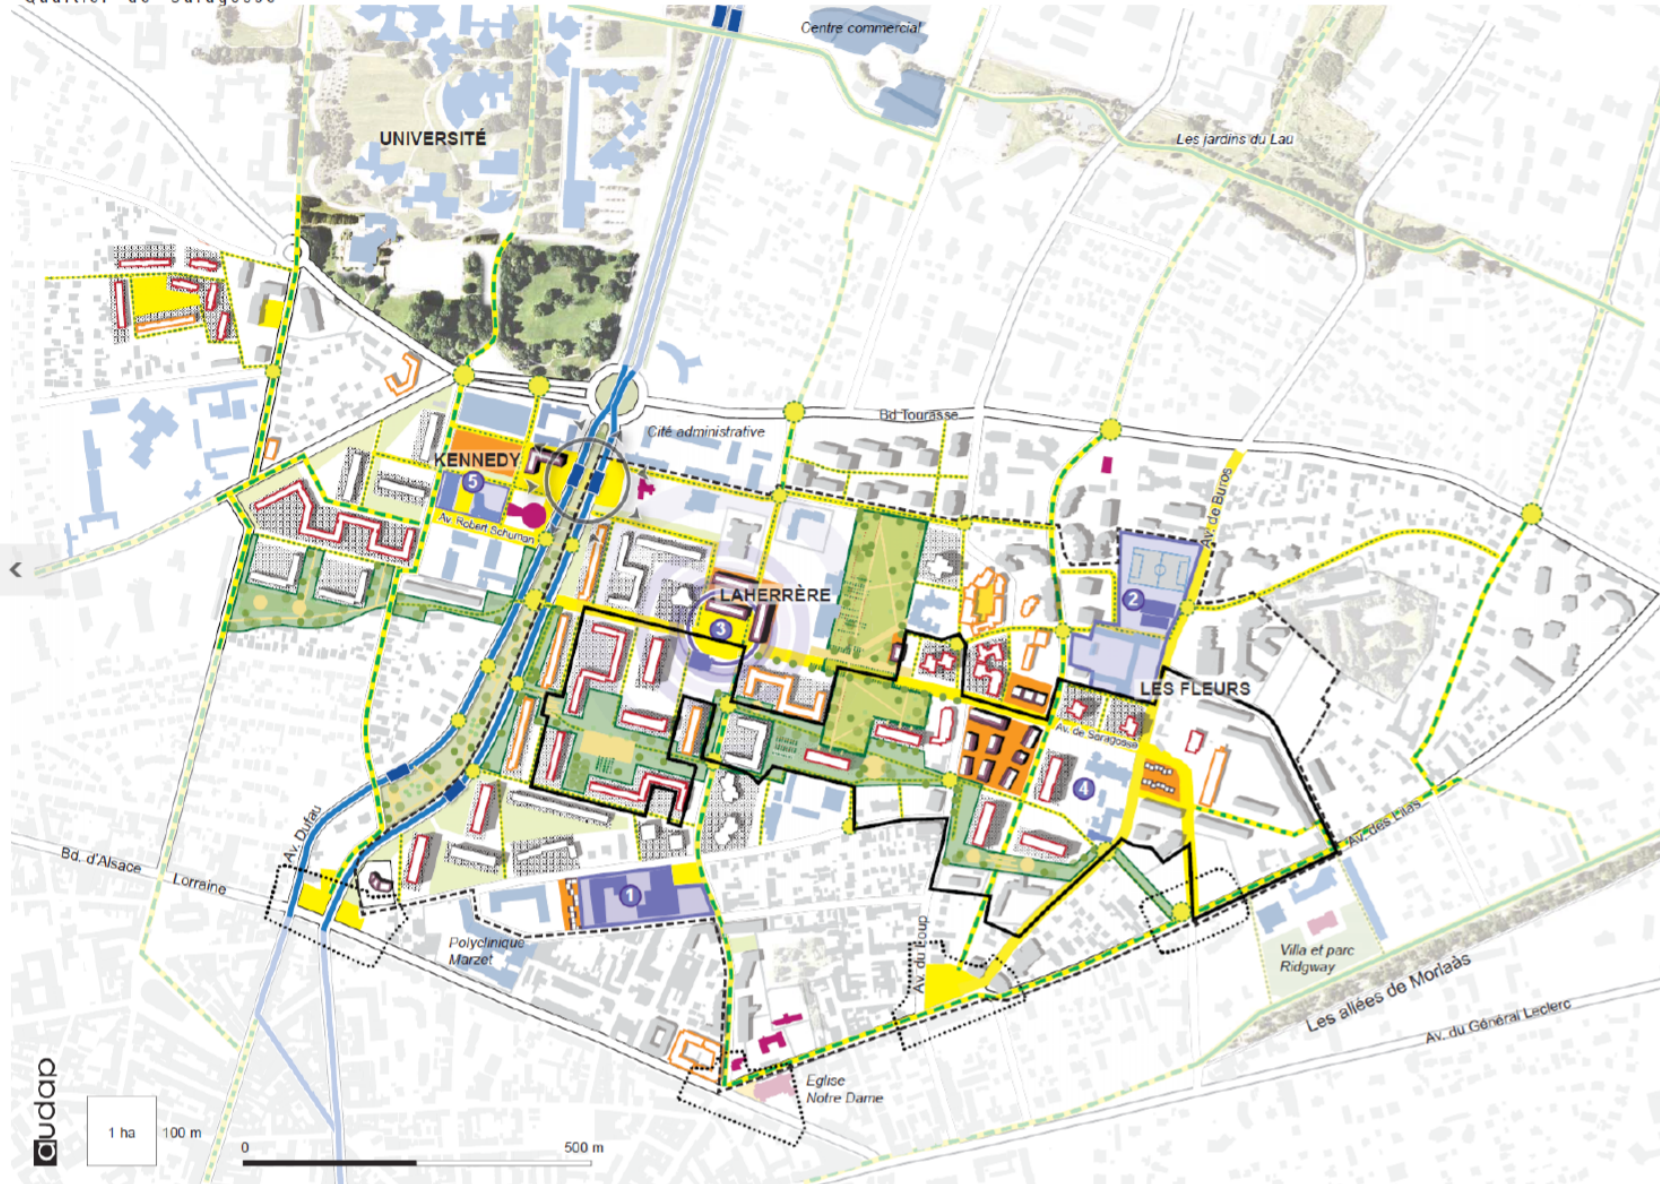 Quartier de Saragosse
Centre commercial
UNIVERSITÉ
Les jardins du Lau
Bd Tourasse
Cité administrative
KENNEDY
5
Av. Robert Schuman
Av. de Buros
LAHERRÈRE
3
2
LES FLEURS
Av. de Saragosse
4
Av. Dufau
Bd. d'Alsace
Lorraine
Av. des Lilas
1
Polyclinique
Marzet
Av. du Loup
Villa et parc
Ridgway
Les allées de Morlaàs
Av. du Général Leclerc
Eglise
Notre Dame
audap
1 ha
100 m
0
500 m